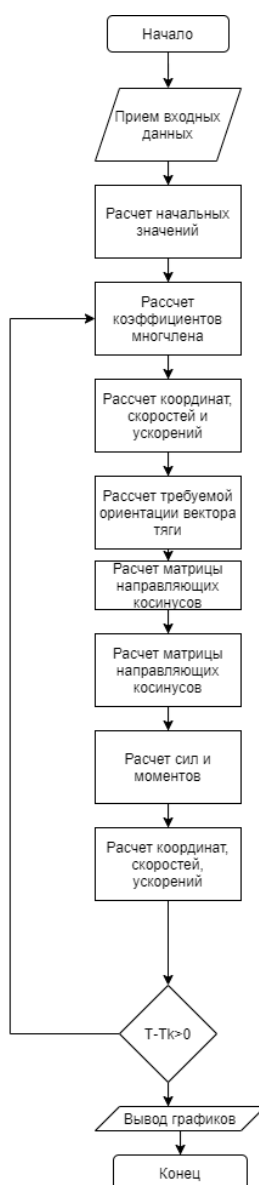 Начало
Прием входных
данных
Расчет начальных
значений
Рассчет
коэффициентов
многчлена
Рассчет координат,
скоростей и
ускорений
Рассчет требуемой
ориентации вектора
тяги
Расчет матрицы
направляющих
косинусов
Расчет матрицы
направляющих
косинусов
Расчет сил и
моментов
Расчет координат,
скоростей,
ускорений
T-Tk>0
Вывод графиков
Конец